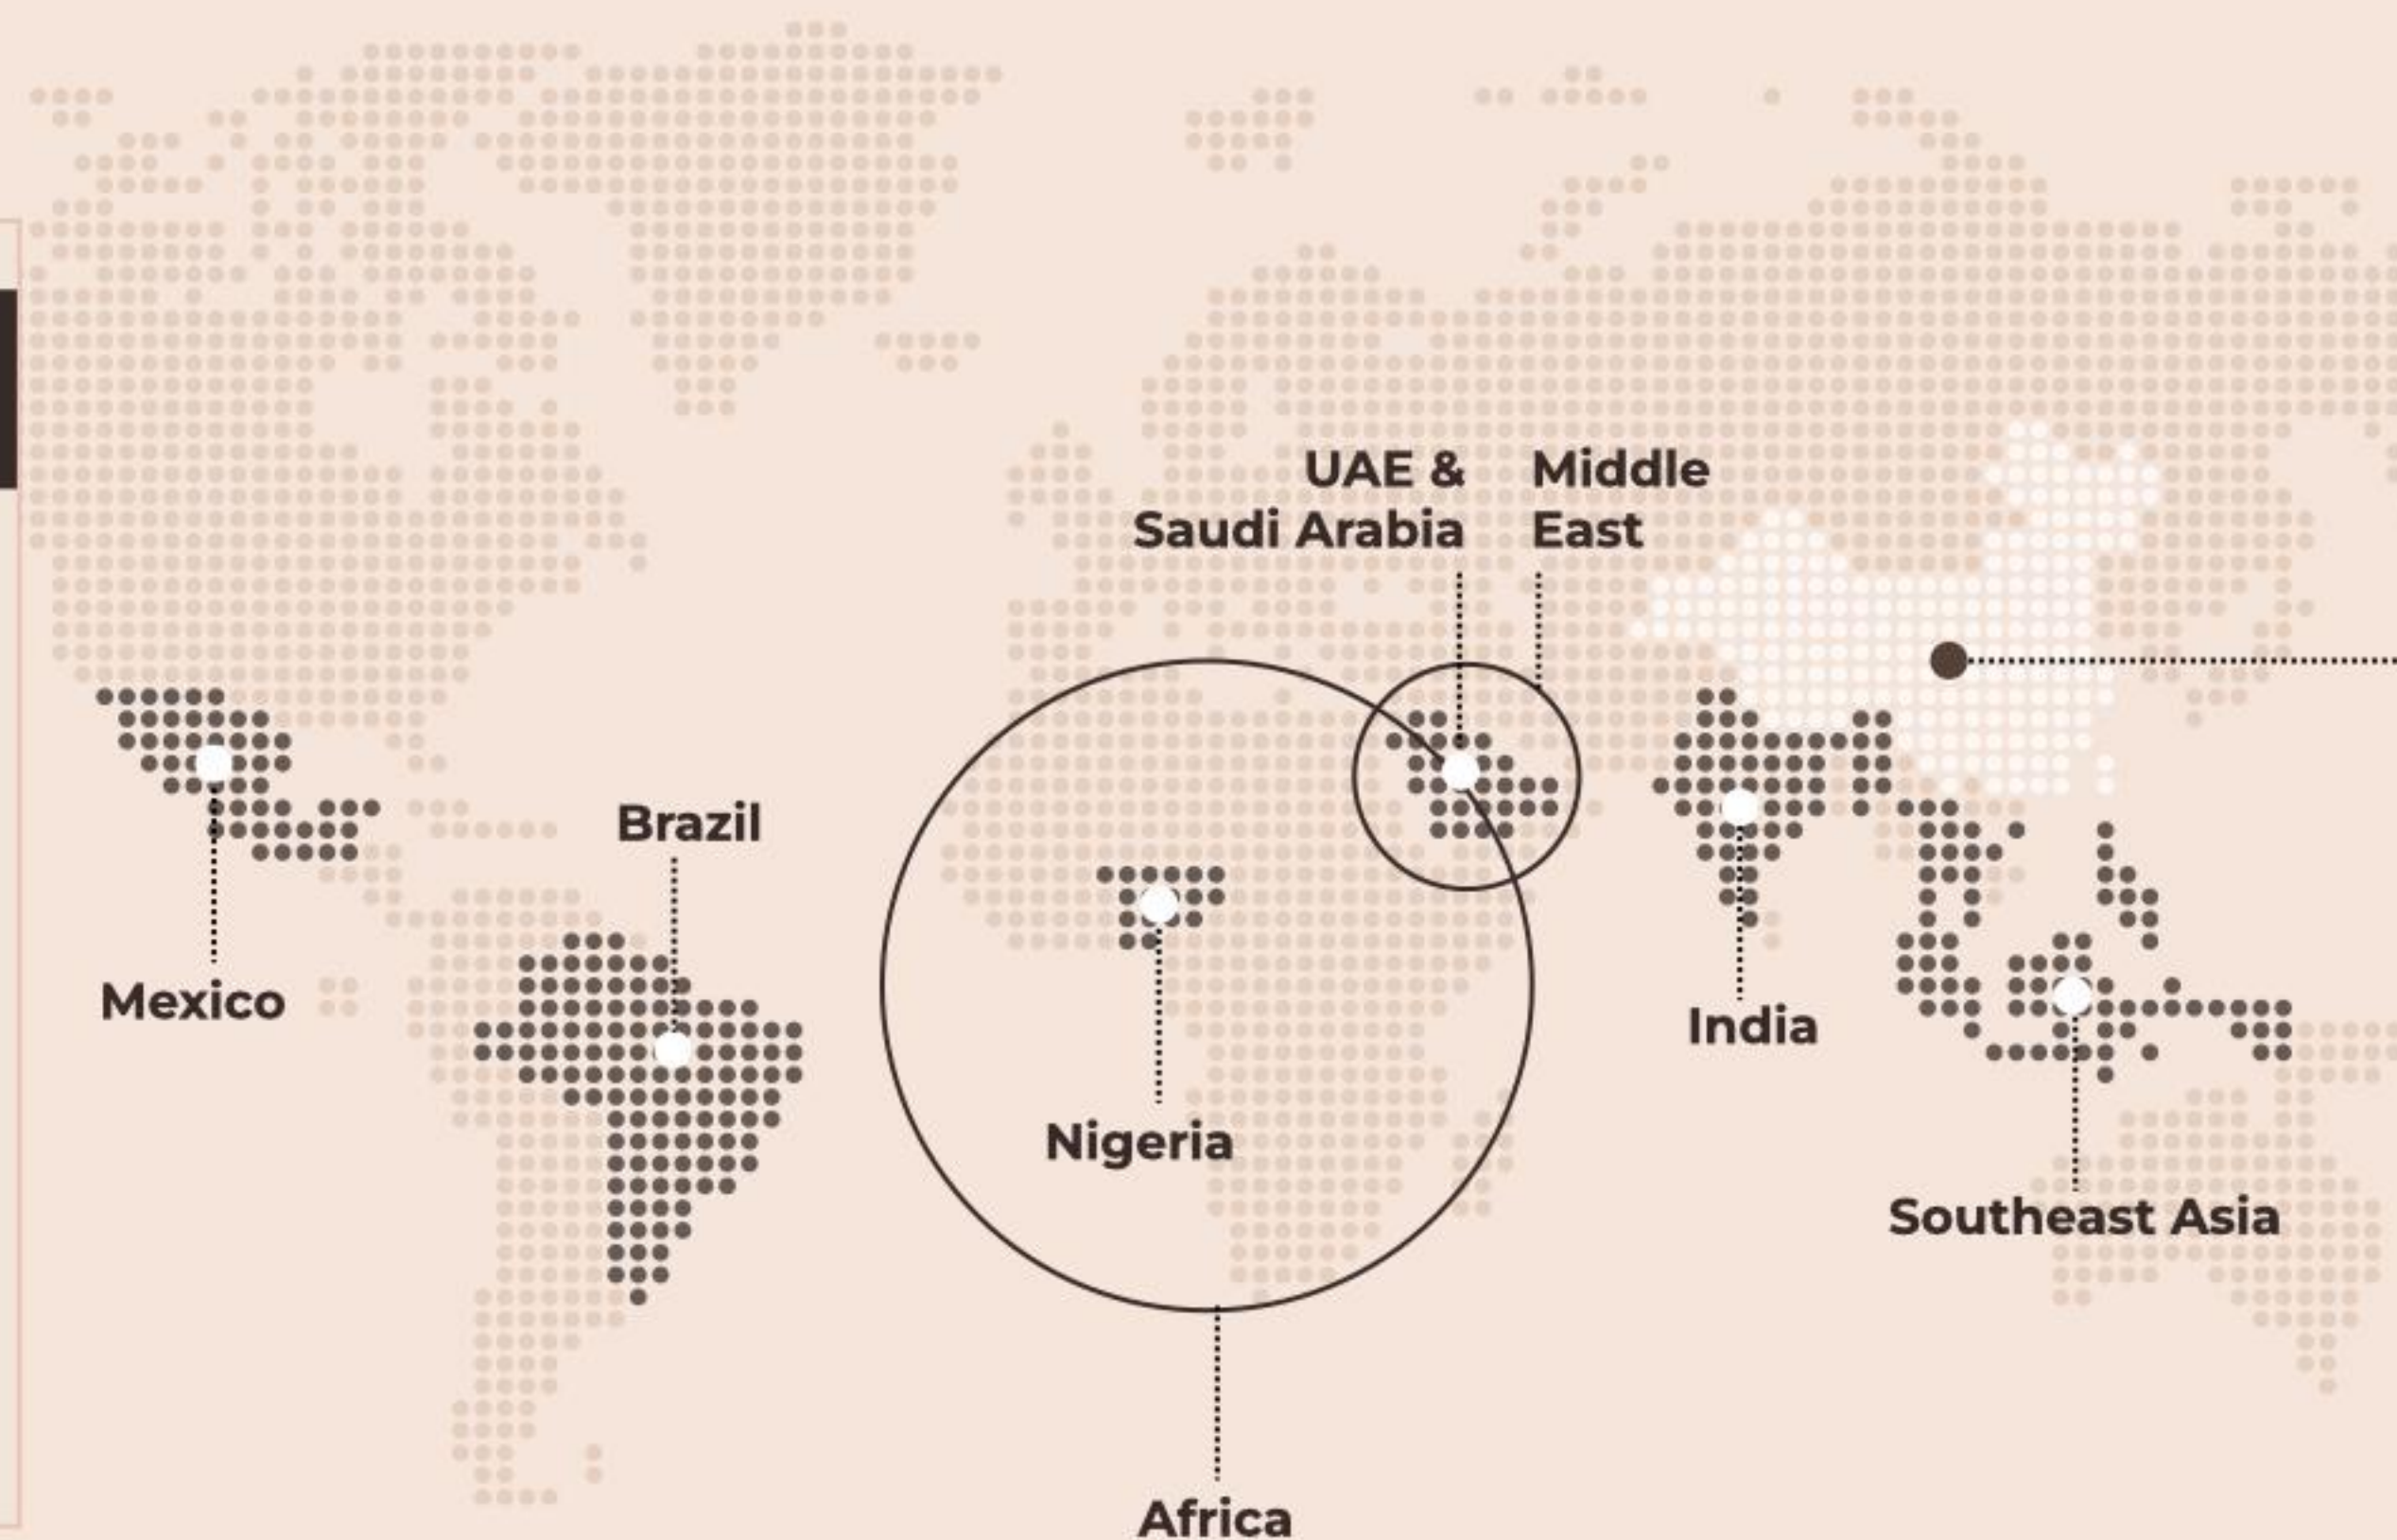 UAE &
Saudi Arabia
Middle
East
Brazil
Mexico
India
Nigeria
Southeast Asia
Africa